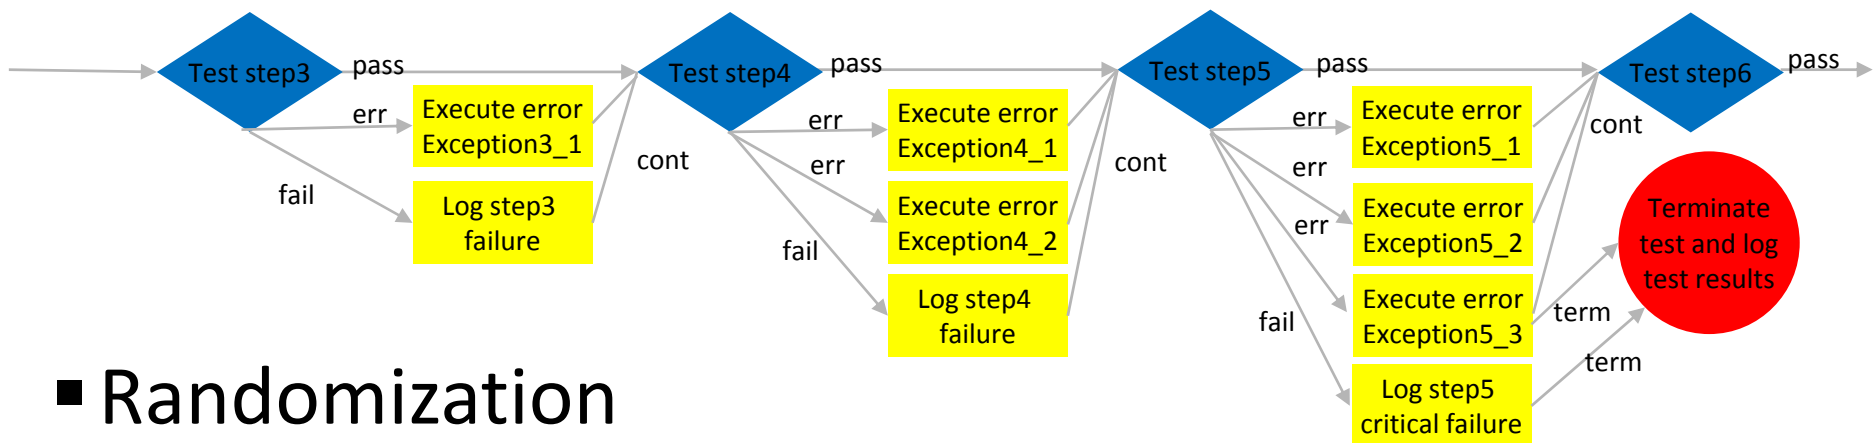 Test step3
pass
err
Execute error
Exception3_1
fail
Log step3
failure
cont
Test step4
pass
err
Execute error
Exception4_1
err
Execute error
Exception4_2
fail
Log step4
failure
cont
Test step5
pass
err
Execute error
Exception5_1
err
Execute error
Exception5_2
err
Execute error
Exception5_3
fail
Log step5
critical failure
cont
term
term
Test step6
pass
Terminate
test and log
test results
▪ Randomization